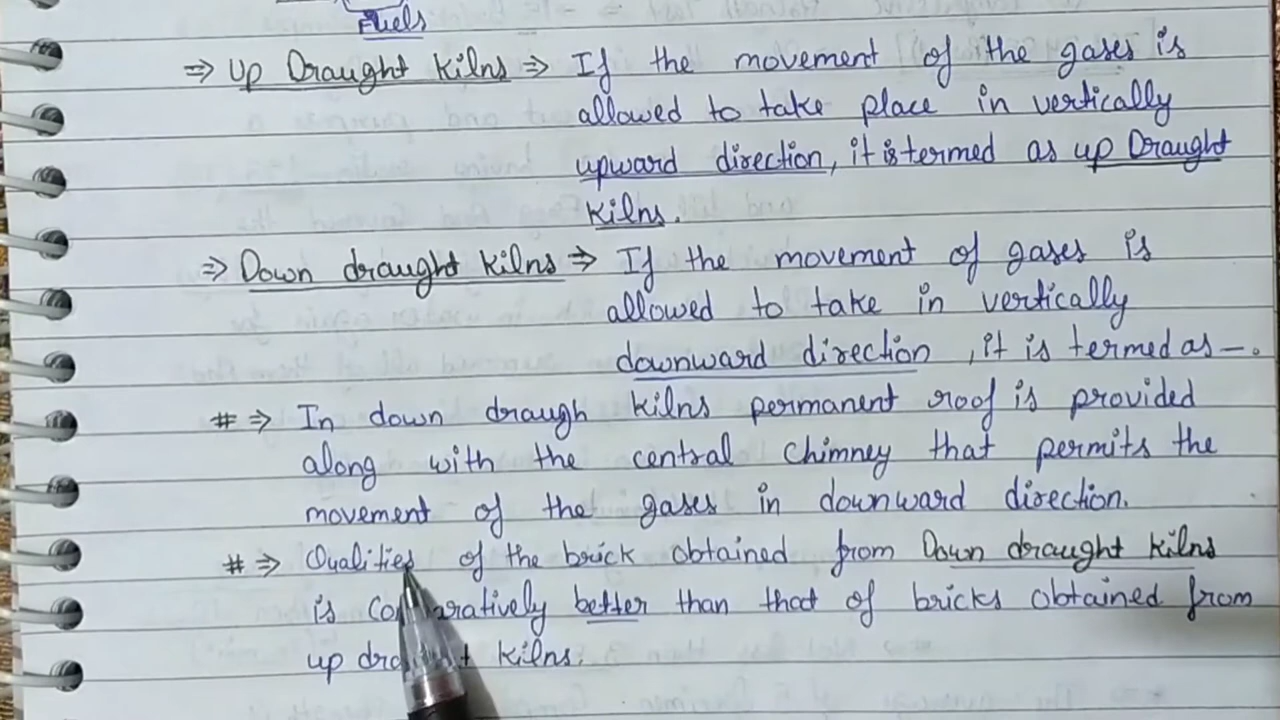 Fuels
⇒ Up Draught Kilns ⇒ If the movement of the gases is
allowed to take place in vertically
upward direction, it is termed as up Draught
Kilns.
⇒ Down draught kilns ⇒ If the movement of gases is
allowed to take in vertically
downward direction, it is termed as —.
# ⇒ In down draugh kilns permanent roof is provided
along with the central chimney that permits the
movement of the gases in downward direction.
# ⇒ Qualities of the brick obtained from Down draught kilns
is better than that of bricks obtained from
up kilns.